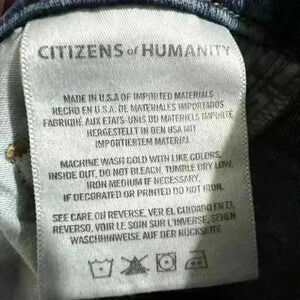 CITIZENS of HUMANITY
MADE IN U.S.A OF IMPORTED MATERIALS
HECHO EN U.S.A. DE MATERIALES IMPORTADOS
FABRIQUÉ AUX ETATS-UNIS DU MATERIELS IMPORTÉ
HERGESTELLT IN DEN USA MIT
IMPORTIERTEM MATERIAL
MACHINE WASH COLD WITH LIKE COLORS,
INSIDE OUT, DO NOT BLEACH, TUMBLE DRY LOW,
IRON MEDIUM IF NECESSARY.
IF DECORATED OR PRINTED DO NOT IRON.
SEE CARE ON REVERSE, VER EL CUIDADO EN EL
REVERSO, VOIR LE SOIN SUR L'INVERSE, SEHEN
WASCHHINWEISE AUF DER RÜCKSEITE